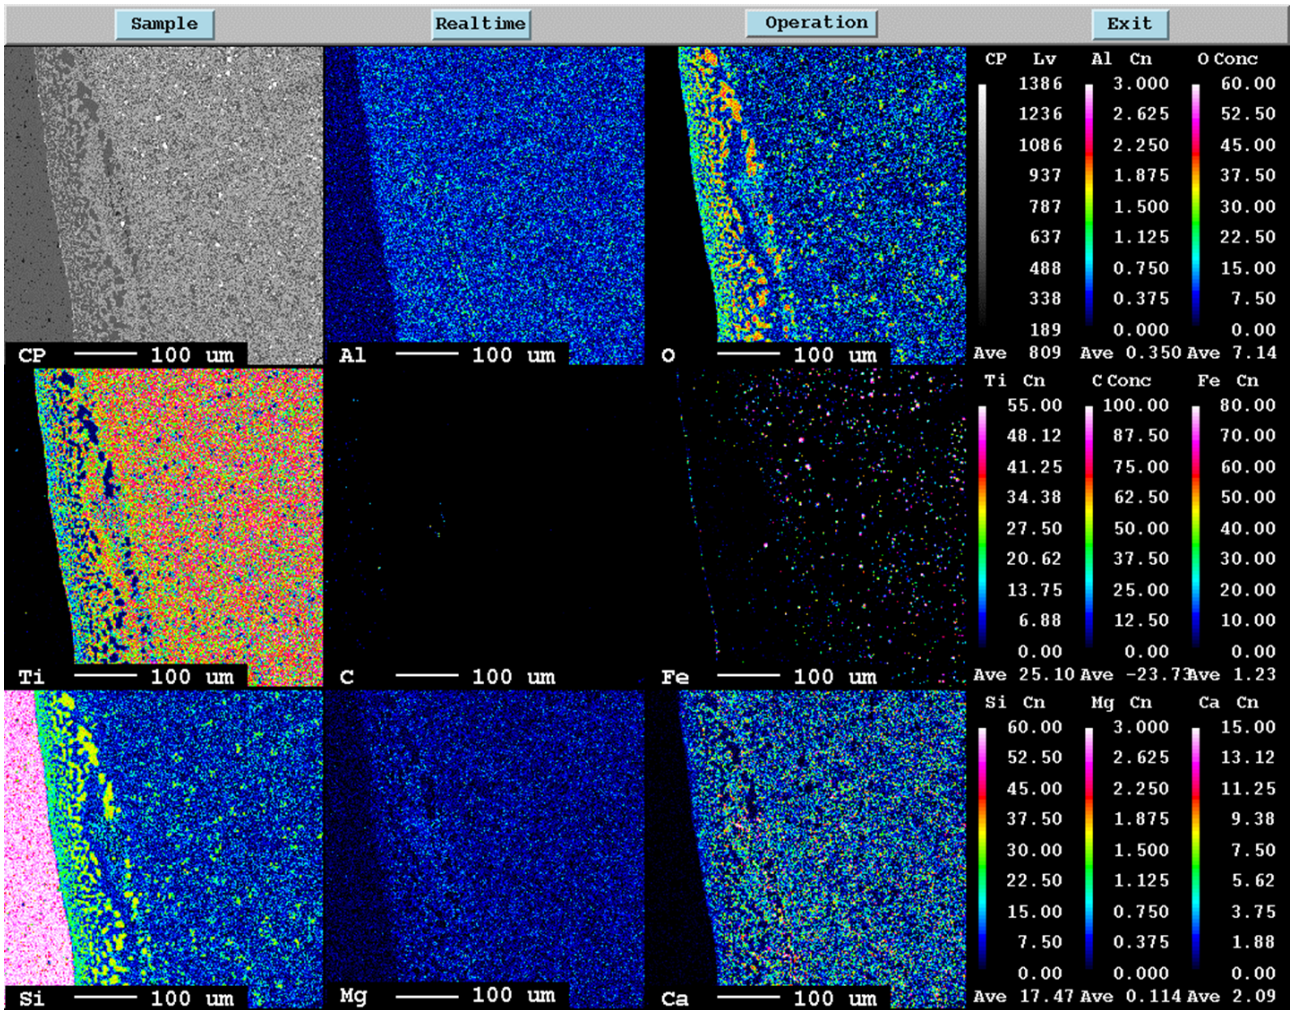 Sample Realtime Operation Exit
CP Lv Al Cn O Conc
1386 3.000 60.00
1236 2.625 52.50
1086 2.250 45.00
937 1.875 37.50
787 1.500 30.00
637 1.125 22.50
488 0.750 15.00
338 0.375 7.50
189 0.000 0.00
Ave 809 Ave 0.350 Ave 7.14
CP 100 um Al 100 um O 100 um
Ti Cn C Conc Fe Cn
55.00 100.00 80.00
48.12 87.50 70.00
41.25 75.00 60.00
34.38 62.50 50.00
27.50 50.00 40.00
20.62 37.50 30.00
13.75 25.00 20.00
6.88 12.50 10.00
0.00 0.00 0.00
Ave 25.10 Ave -23.73 Ave 1.23
Ti 100 um C 100 um Fe 100 um
Si Cn Mg Cn Ca Cn
60.00 3.000 15.00
52.50 2.625 13.12
45.00 2.250 11.25
37.50 1.875 9.38
30.00 1.500 7.50
22.50 1.125 5.62
15.00 0.750 3.75
7.50 0.375 1.88
0.00 0.000 0.00
Ave 17.47 Ave 0.114 Ave 2.09
Si 100 um Mg 100 um Ca 100 um